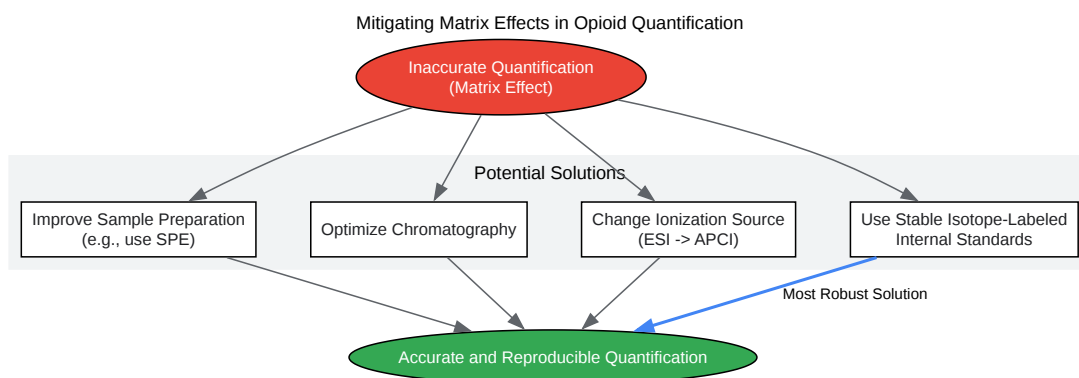 Mitigating Matrix Effects in Opioid Quantification
Inaccurate Quantification
(Matrix Effect)
Potential Solutions
Improve Sample Preparation
(e.g., use SPE)
Optimize Chromatography
Change Ionization Source
(ESI -> APCI)
Use Stable Isotope-Labeled
Internal Standards
Most Robust Solution
Accurate and Reproducible Quantification